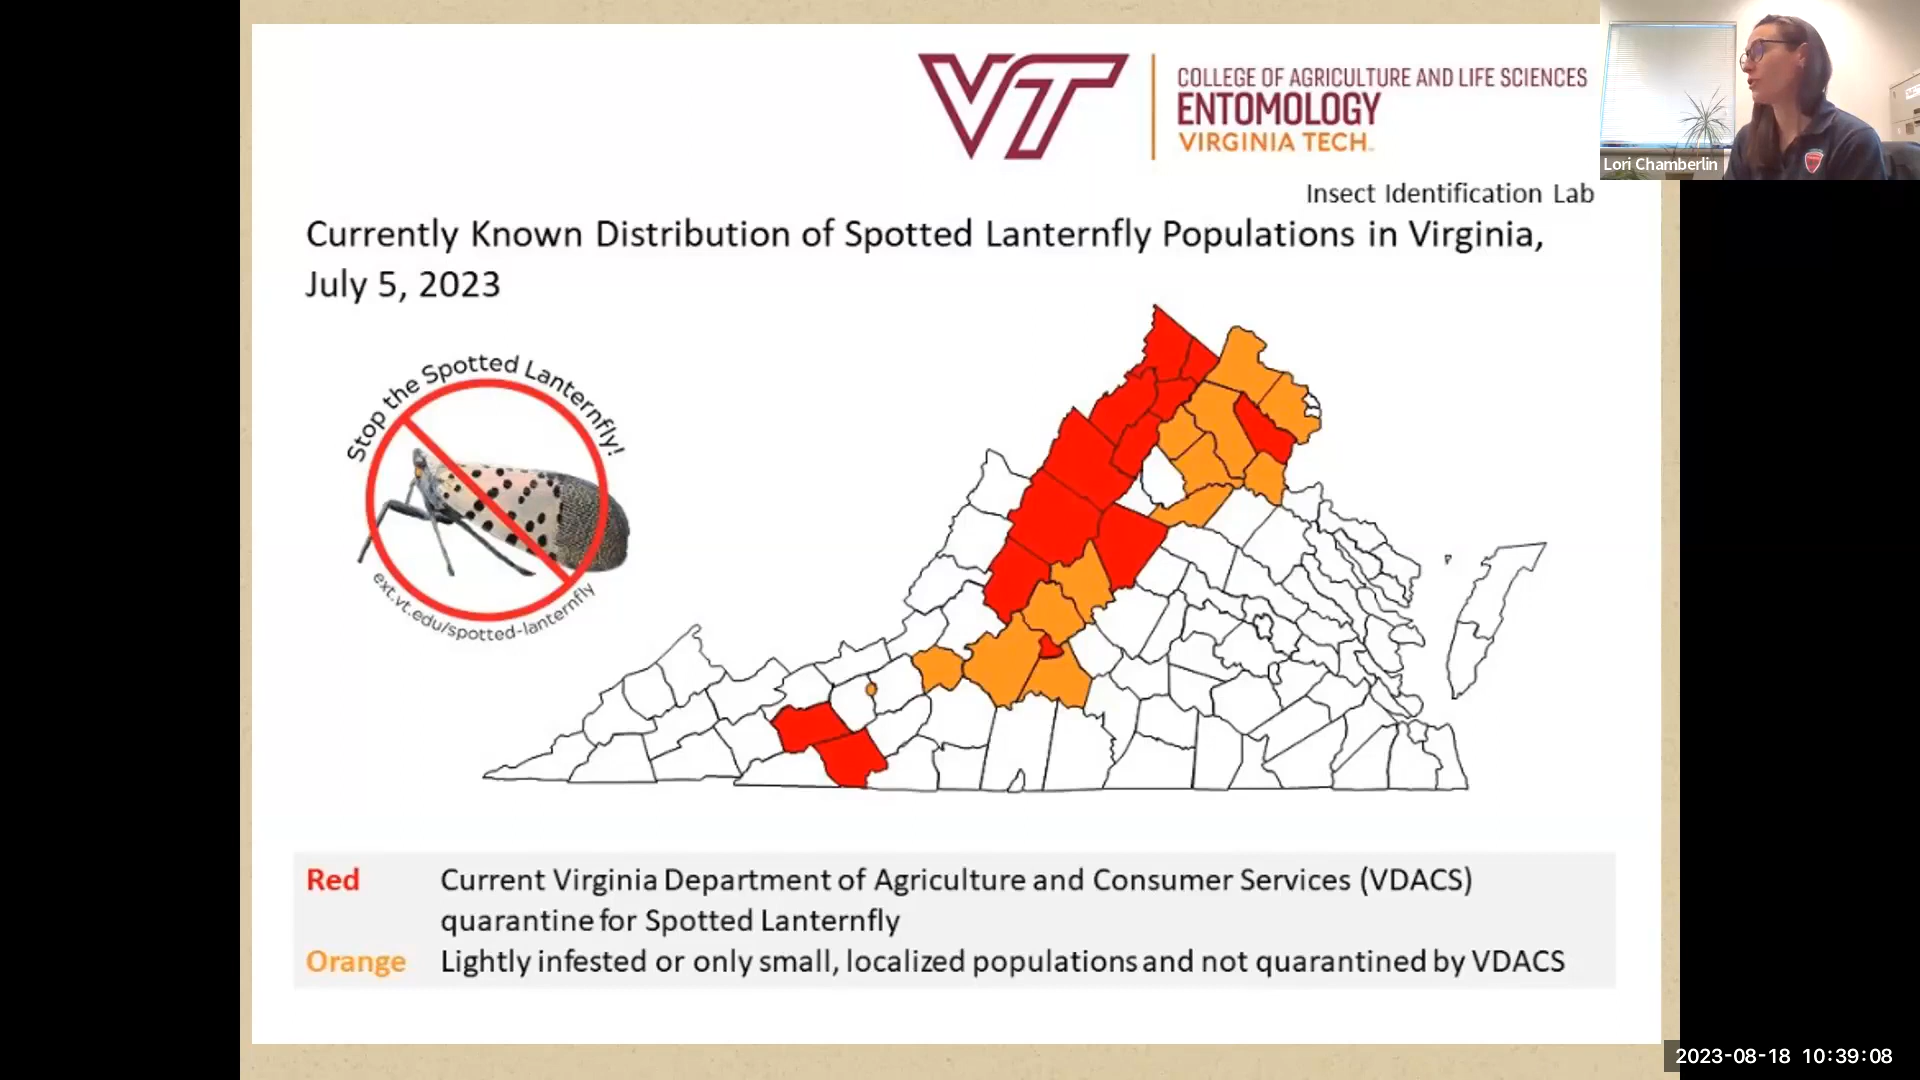 VT
COLLEGE OF AGRICULTURE AND LIFE SCIENCES
ENTOMOLOGY
VIRGINIA TECH
Lori Chamberlin
Insect Identification Lab
Currently Known Distribution of Spotted Lanternfly Populations in Virginia,
July 5, 2023
Stop the Spotted Lanternfly!
ext.vt.edu/spotted-lanternfly
Red Current Virginia Department of Agriculture and Consumer Services (VDACS)
quarantine for Spotted Lanternfly
Orange Lightly infested or only small, localized populations and not quarantined by VDACS
2023-08-18 10:39:08